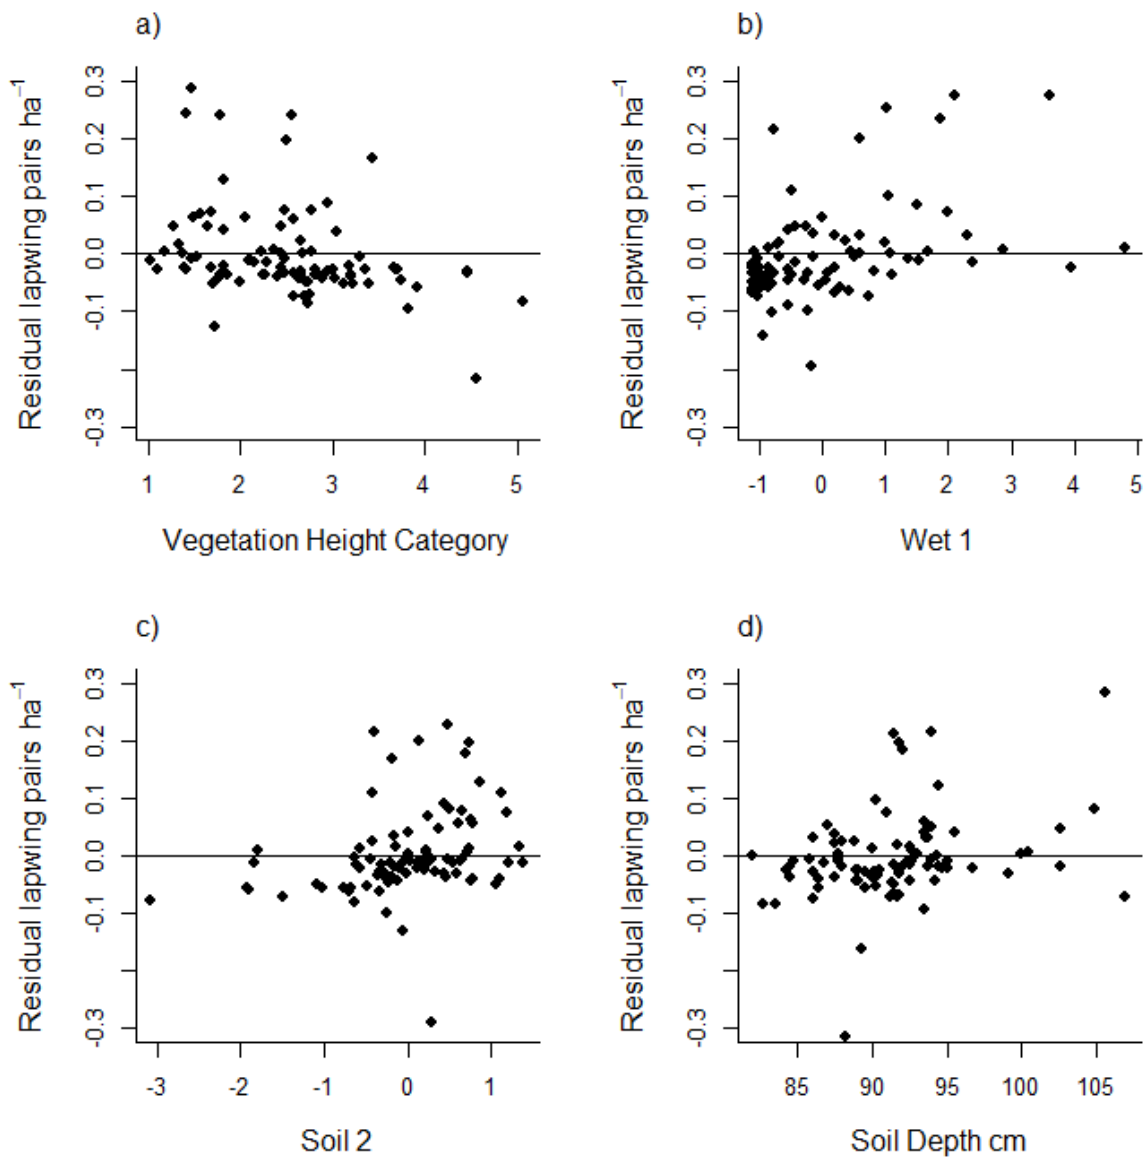 a)
Residual lapwing pairs ha⁻¹
0.3
0.2
0.1
0.0
-0.1
-0.3
1 2 3 4 5
Vegetation Height Category
b)
Residual lapwing pairs ha⁻¹
0.3
0.2
0.1
0.0
-0.1
-0.3
-1 0 1 2 3 4 5
Wet 1
c)
Residual lapwing pairs ha⁻¹
0.3
0.2
0.1
0.0
-0.1
-0.3
-3 -2 -1 0 1
Soil 2
d)
Residual lapwing pairs ha⁻¹
0.3
0.2
0.1
0.0
-0.1
-0.3
85 90 95 100 105
Soil Depth cm